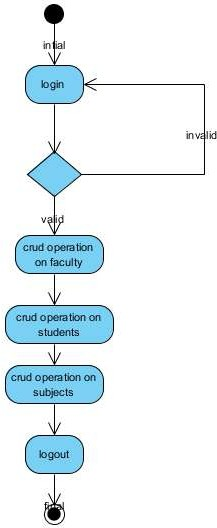 intial
login
invalid
valid
crud operation
on faculty
crud operation on
students
crud operation on
subjects
logout
final